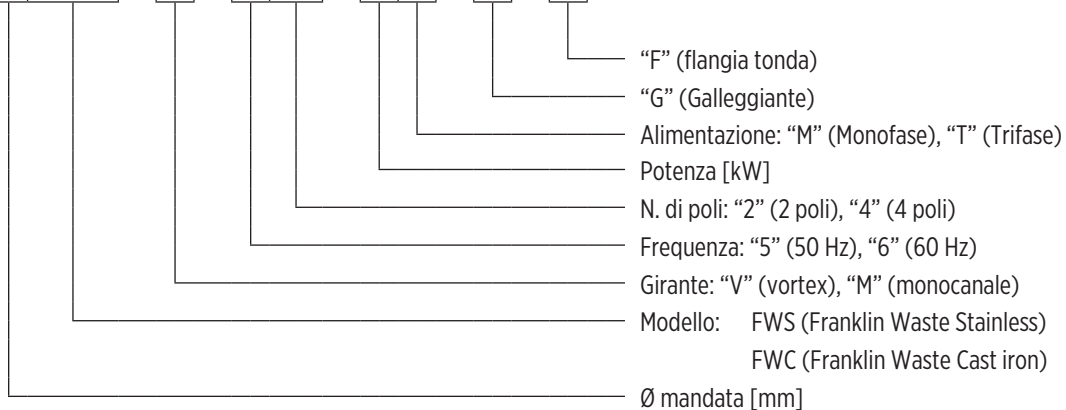 “F” (flangia tonda)
“G” (Galleggiante)
Alimentazione: “M” (Monofase), “T” (Trifase)
Potenza [kW]
N. di poli: “2” (2 poli), “4” (4 poli)
Frequenza: “5” (50 Hz), “6” (60 Hz)
Girante: “V” (vortex), “M” (monocanale)
Modello: FWS (Franklin Waste Stainless)
FWC (Franklin Waste Cast iron)
Ø mandata [mm]